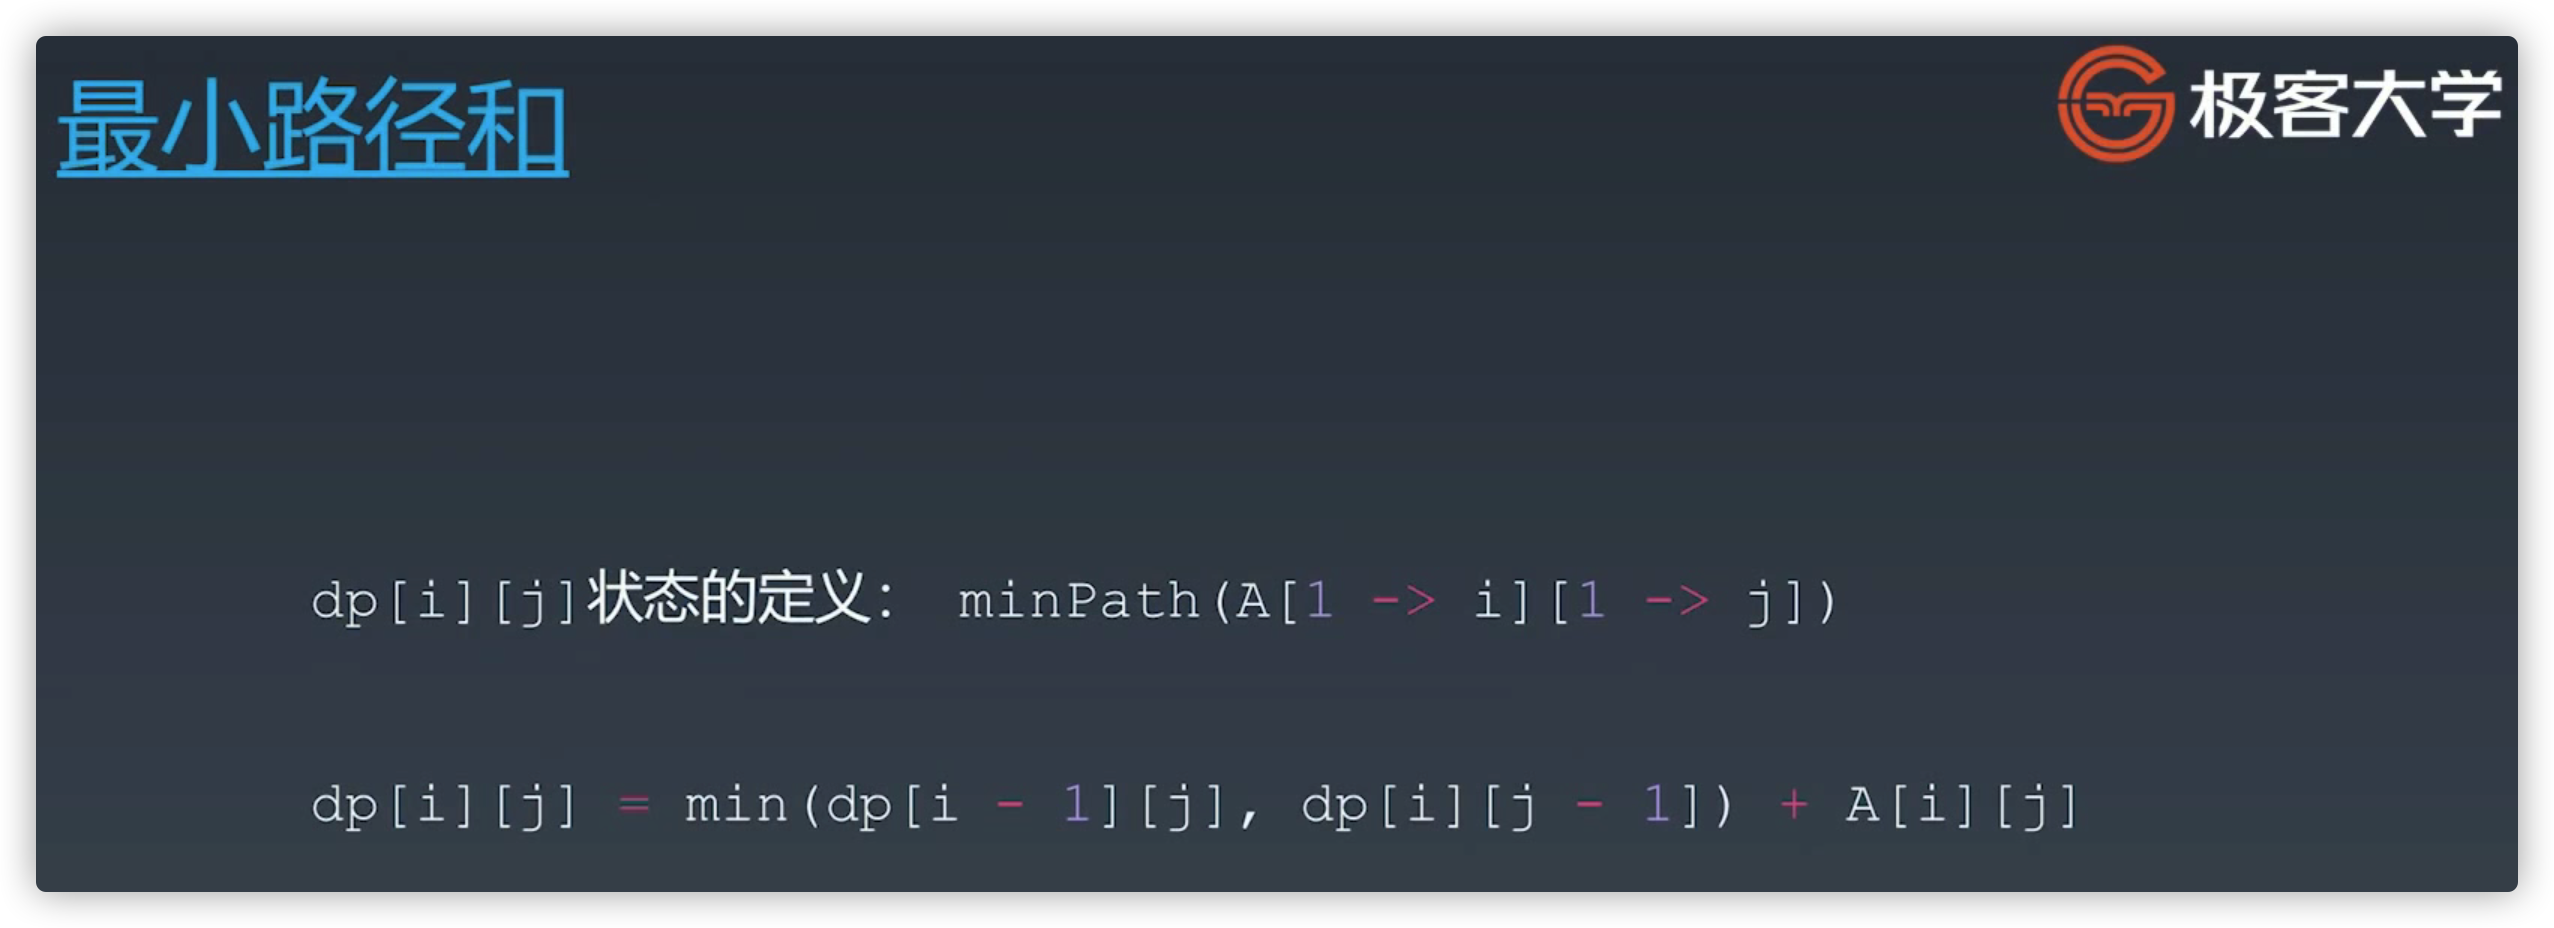 最小路径和
极客大学
dp[i][j]状态的定义： minPath(A[1 -> i][1 -> j])
dp[i][j] = min(dp[i - 1][j], dp[i][j - 1]) + A[i][j]